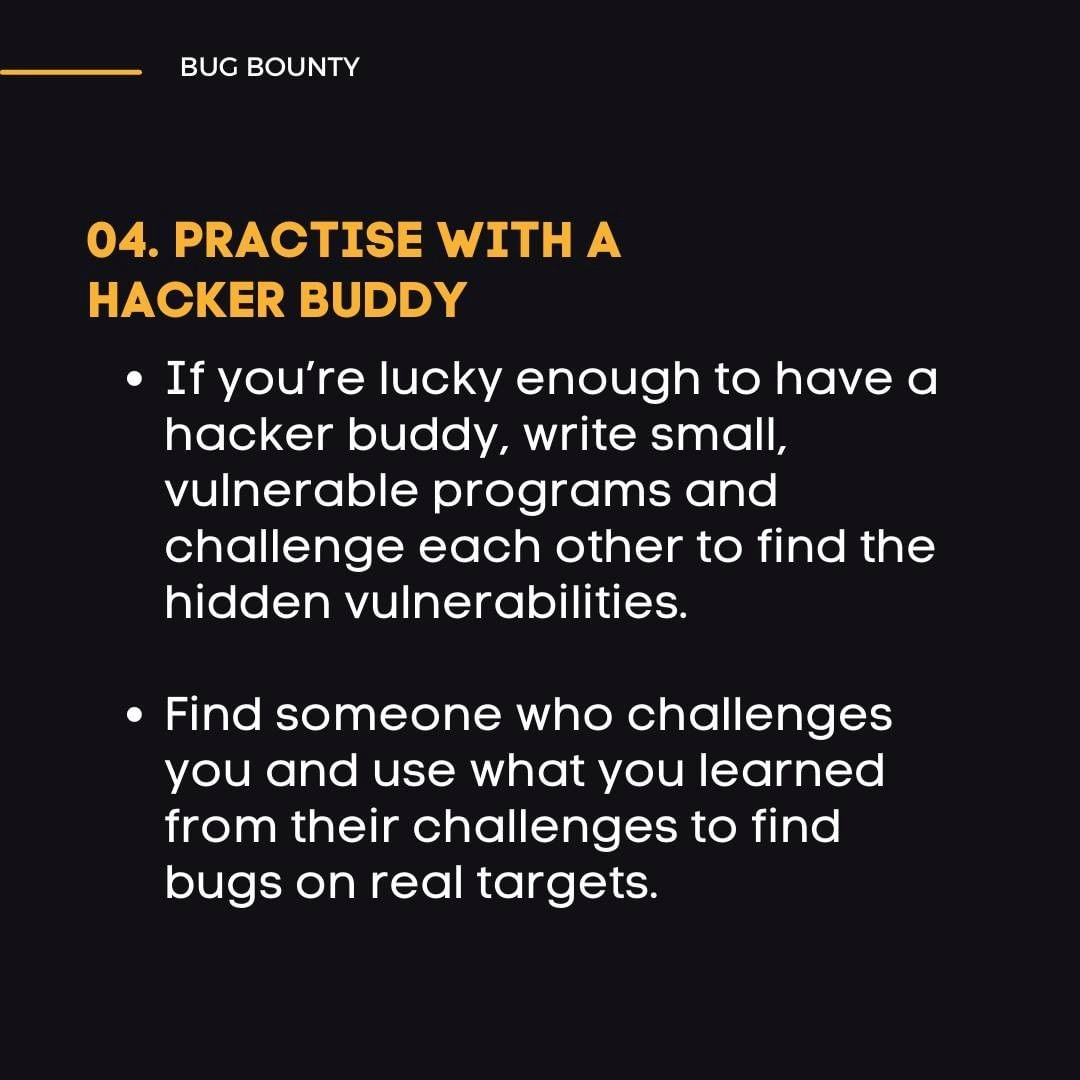 BUG BOUNTY
04. PRACTISE WITH A
HACKER BUDDY
• If you’re lucky enough to have a
hacker buddy, write small,
vulnerable programs and
challenge each other to find the
hidden vulnerabilities.
• Find someone who challenges
you and use what you learned
from their challenges to find
bugs on real targets.